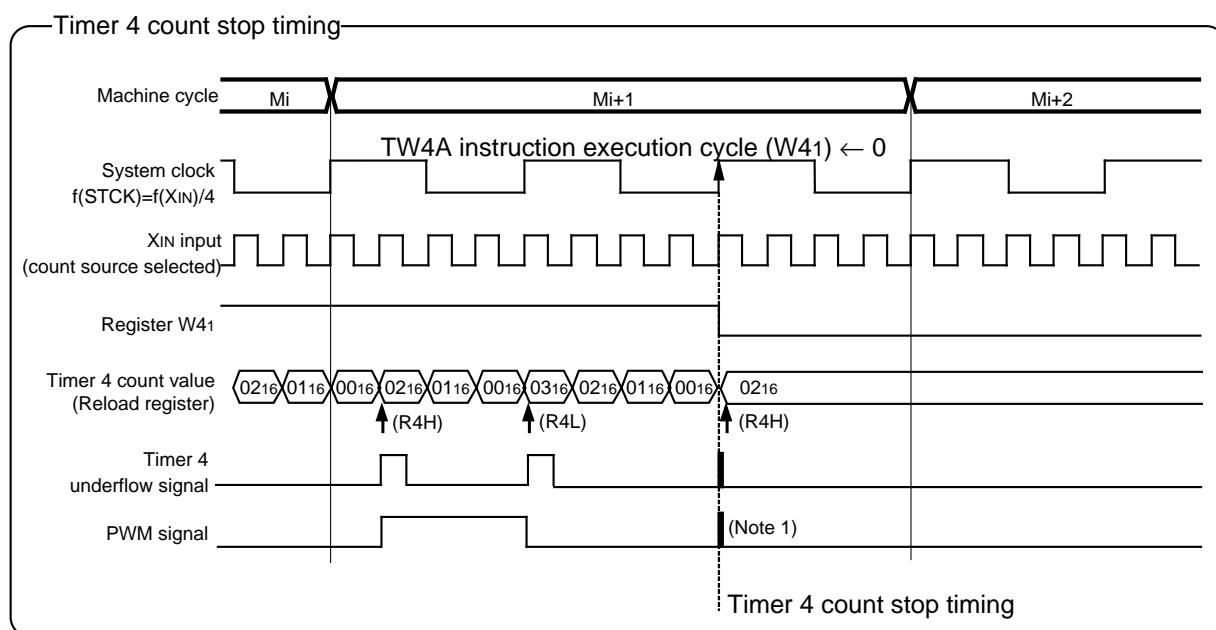 Timer 4 count stop timing
Machine cycle
Mi
Mi+1
Mi+2
TW4A instruction execution cycle (W41) ← 0
System clock
f(STCK)=f(XIN)/4
XIN input
(count source selected)
Register W41
Timer 4 count value
(Reload register)
0216 0116 0016 0216 0116 0016 0316 0216 0116 0016 0216
(R4H) (R4L) (R4H)
Timer 4
underflow signal
PWM signal
(Note 1)
Timer 4 count stop timing